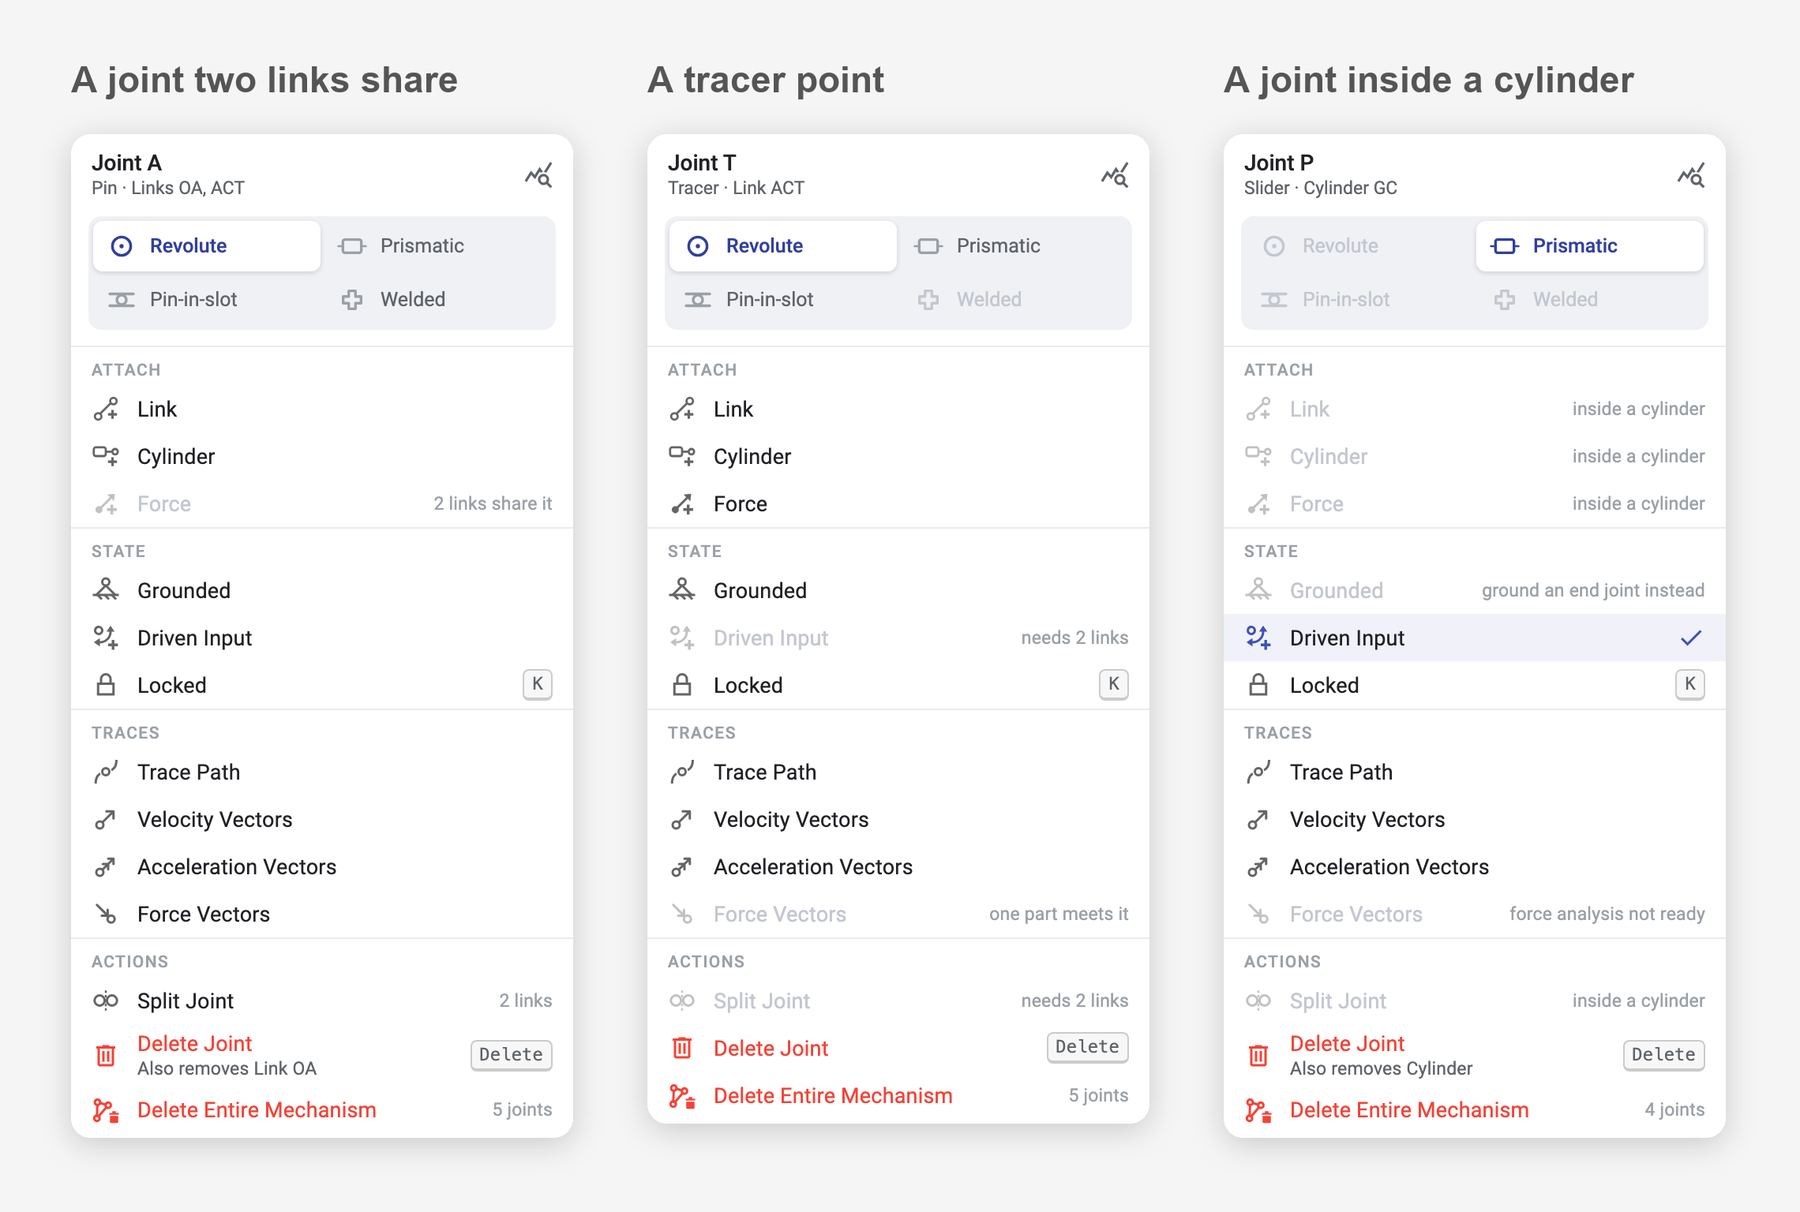 A joint two links share
Joint A
Pin · Links OA, ACT
Revolute
Prismatic
Pin-in-slot
Welded
ATTACH
Link
Cylinder
Force 2 links share it
STATE
Grounded
Driven Input
Locked K
TRACES
Trace Path
Velocity Vectors
Acceleration Vectors
Force Vectors
ACTIONS
Split Joint 2 links
Delete Joint Delete
Also removes Link OA
Delete Entire Mechanism 5 joints
A tracer point
Joint T
Tracer · Link ACT
Revolute
Prismatic
Pin-in-slot
Welded
ATTACH
Link
Cylinder
Force
STATE
Grounded
Driven Input needs 2 links
Locked K
TRACES
Trace Path
Velocity Vectors
Acceleration Vectors
Force Vectors one part meets it
ACTIONS
Split Joint needs 2 links
Delete Joint Delete
Delete Entire Mechanism 5 joints
A joint inside a cylinder
Joint P
Slider · Cylinder GC
Revolute
Prismatic
Pin-in-slot
Welded
ATTACH
Link inside a cylinder
Cylinder inside a cylinder
Force inside a cylinder
STATE
Grounded ground an end joint instead
Driven Input
Locked K
TRACES
Trace Path
Velocity Vectors
Acceleration Vectors
Force Vectors force analysis not ready
ACTIONS
Split Joint inside a cylinder
Delete Joint Delete
Also removes Cylinder
Delete Entire Mechanism 4 joints